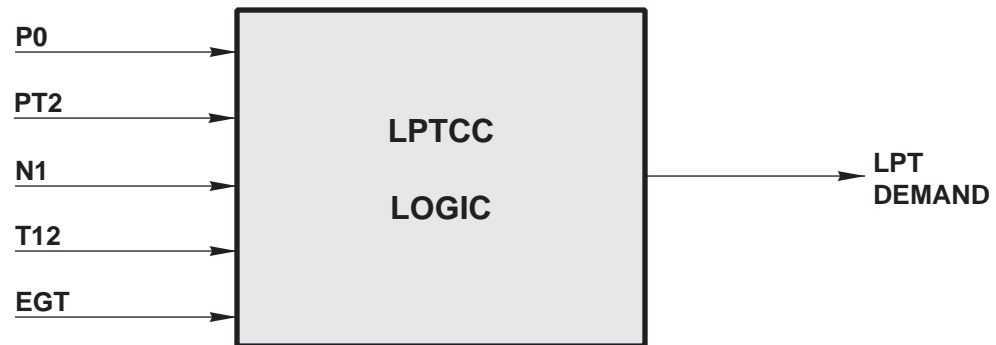 P0
PT2
N1
T12
EGT
LPTCC
LOGIC
LPT
DEMAND